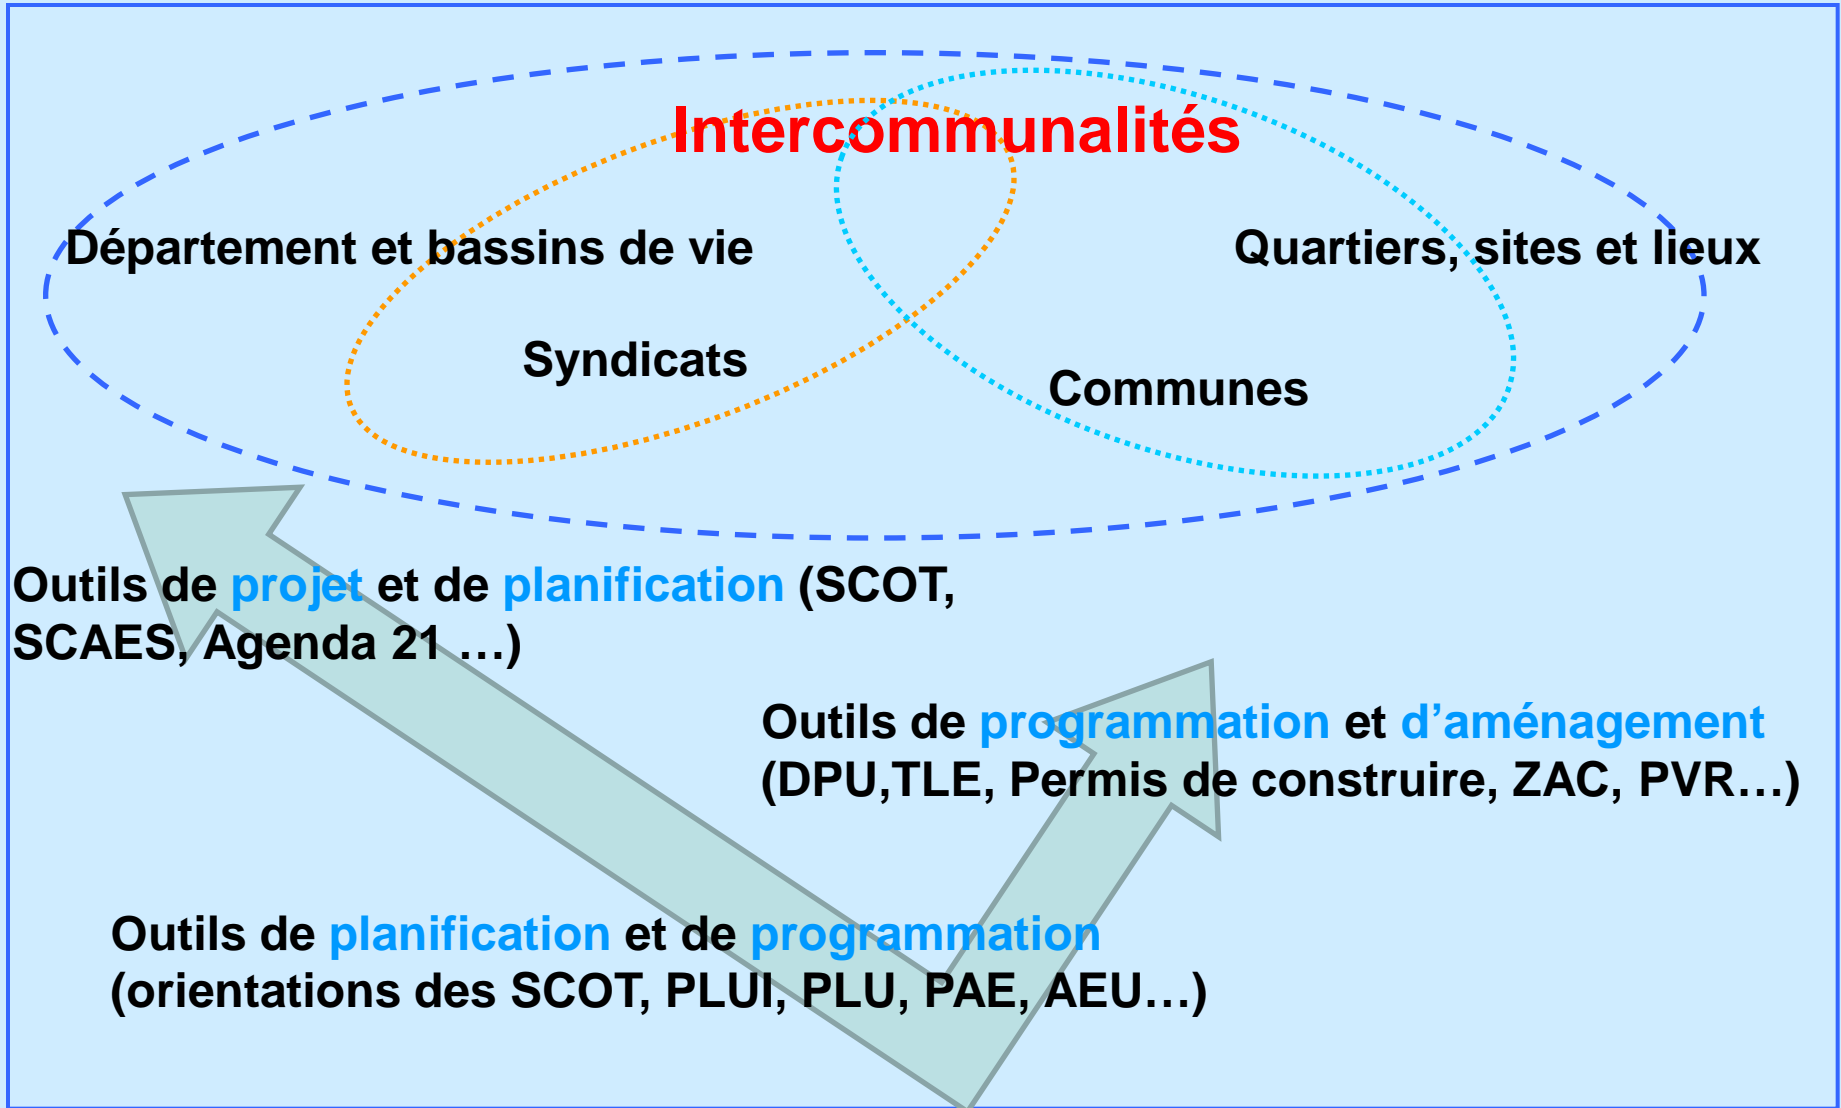 Intercommunalités
Département et bassins de vie
Quartiers, sites et lieux
Syndicats
Communes
Outils de projet et de planification (SCOT,
SCAES, Agenda 21 …)
Outils de programmation et d’aménagement
(DPU,TLE, Permis de construire, ZAC, PVR…)
Outils de planification et de programmation
(orientations des SCOT, PLUI, PLU, PAE, AEU…)